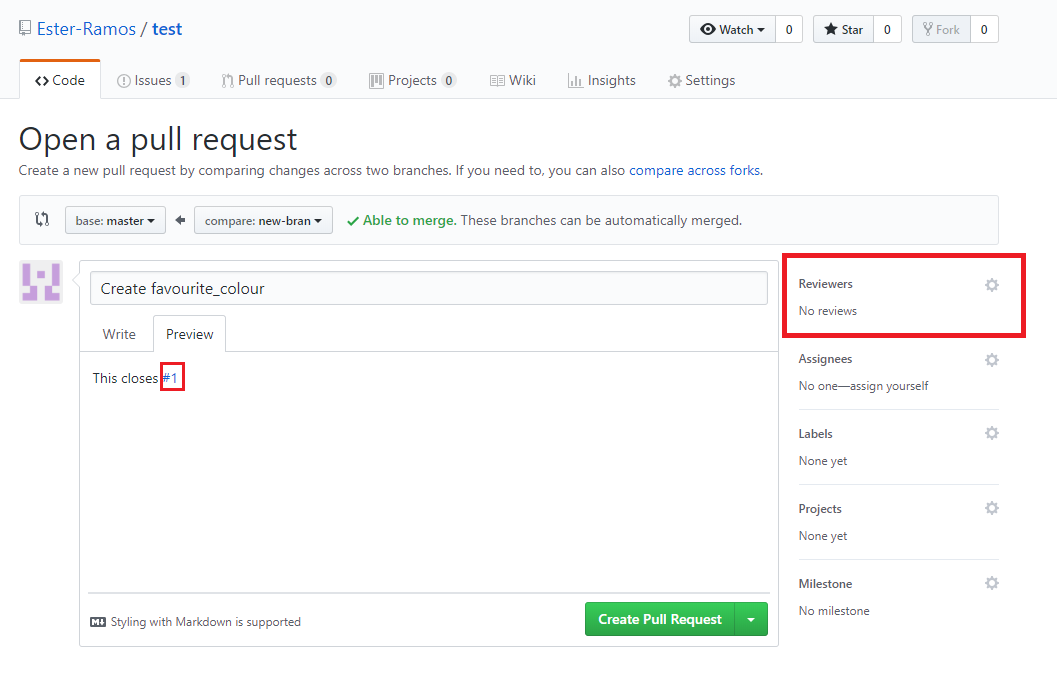 Ester-Ramos / test
Watch 0 Star 0 Fork 0
Code Issues 1 Pull requests 0 Projects 0 Wiki Insights Settings
Open a pull request
Create a new pull request by comparing changes across two branches. If you need to, you can also compare across forks.
base: master compare: new-bran Able to merge. These branches can be automatically merged.
Create favourite_colour
Write Preview
This closes #1
Styling with Markdown is supported
Create Pull Request
Reviewers
No reviews
Assignees
No one—assign yourself
Labels
None yet
Projects
None yet
Milestone
No milestone